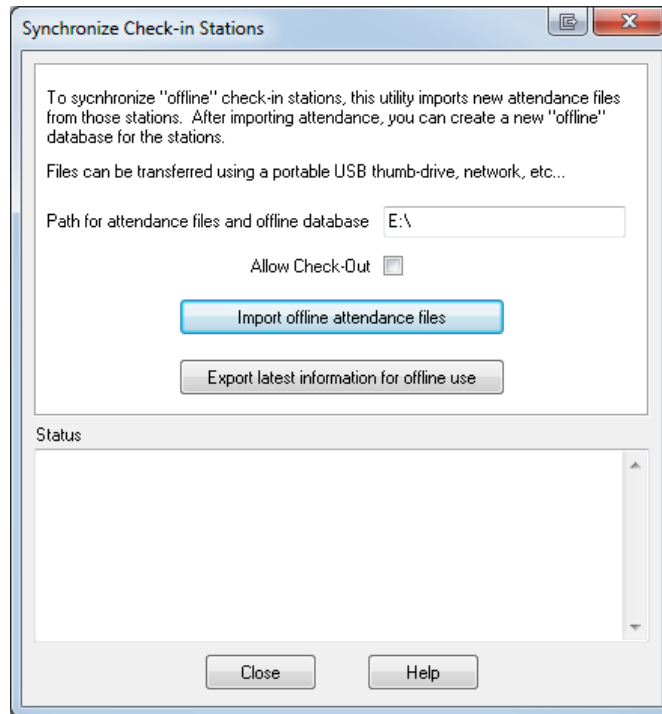 Synchronize Check-in Stations
To sycnhronize "offline" check-in stations, this utility imports new attendance files
from those stations.  After importing attendance, you can create a new "offline"
database for the stations.
Files can be transferred using a portable USB thumb-drive, network, etc...
Path for attendance files and offline database E:\
Allow Check-Out
Import offline attendance files
Export latest information for offline use
Status
Close Help